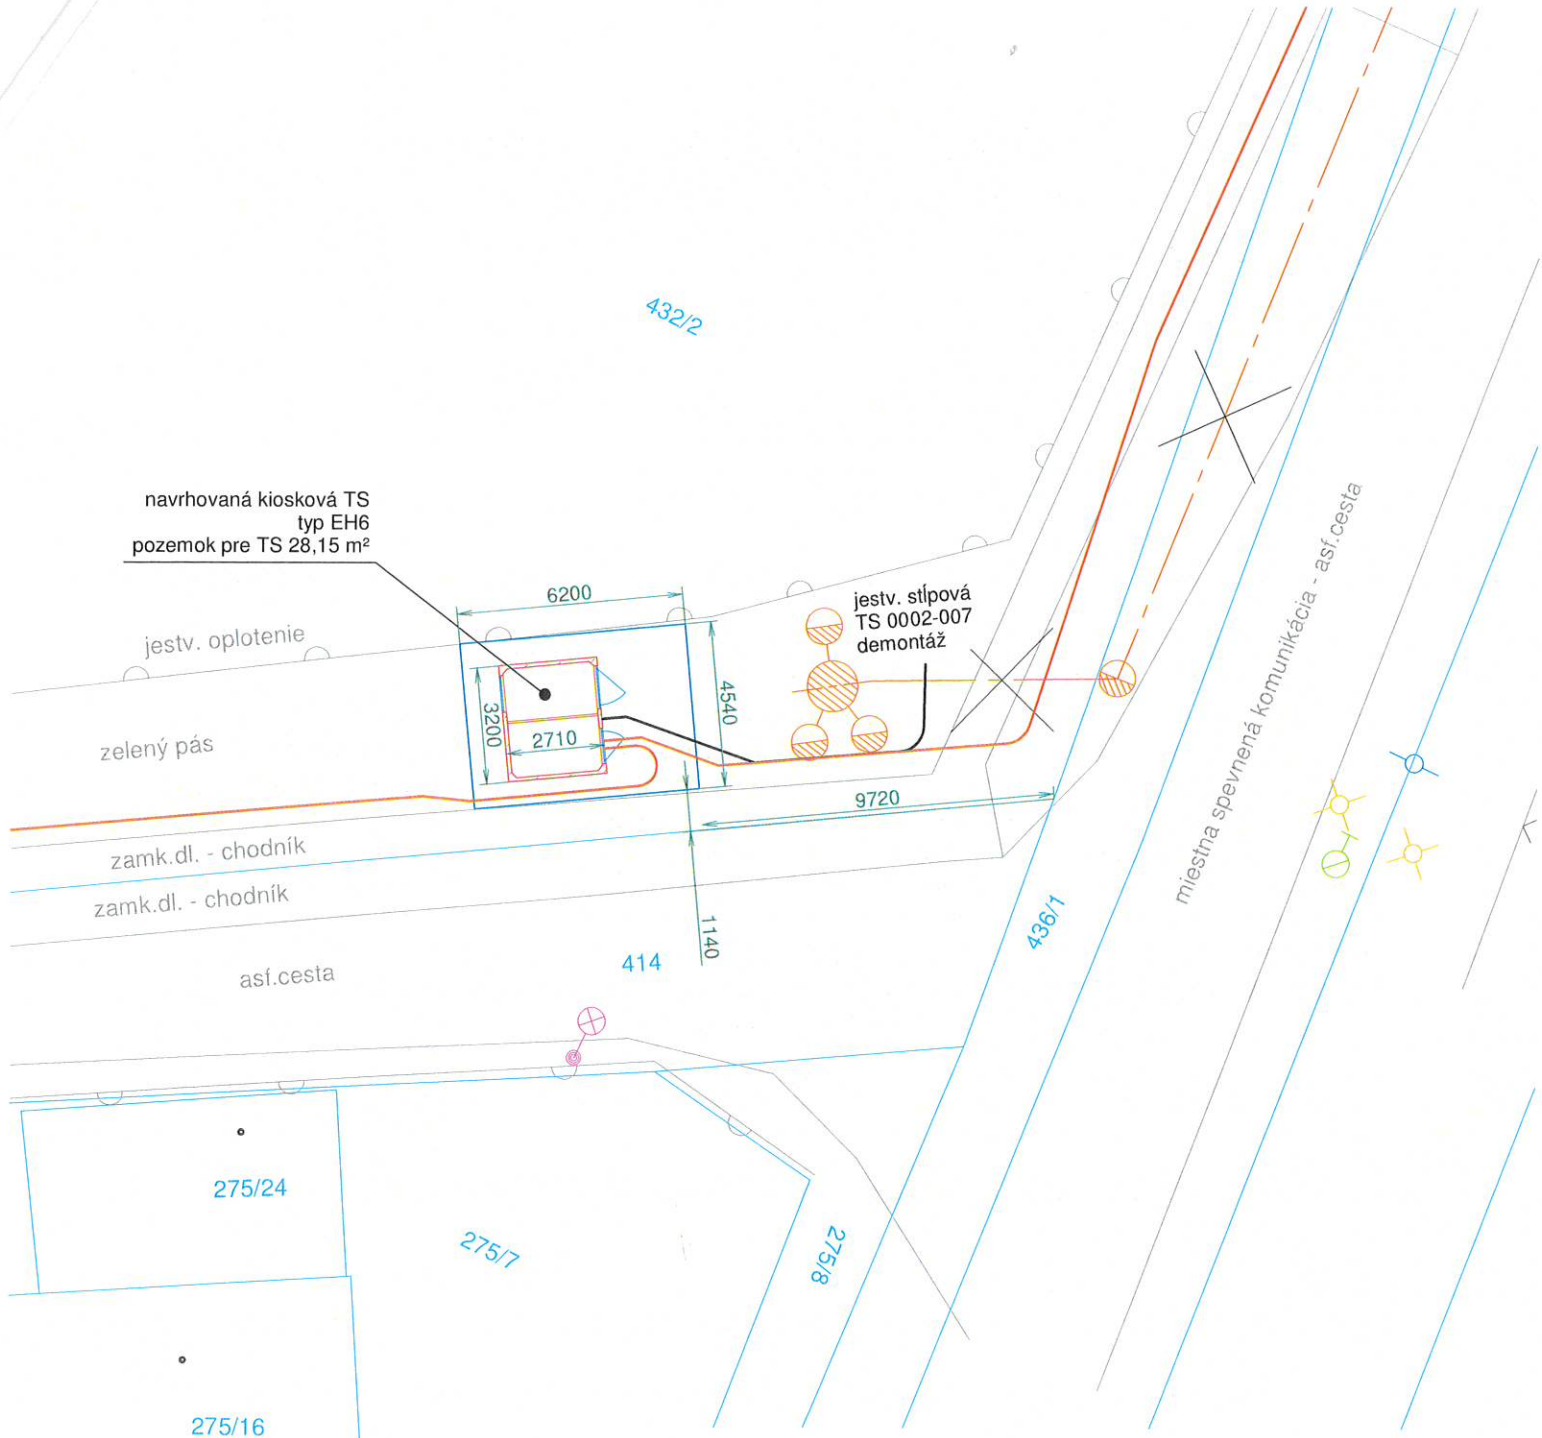 432/2
navrhovaná kiosková TS
typ EH6
pozemok pre TS 28,15 m²
6200
jestv. stĺpová
TS 0002-007
demontáž
jestv. oplotenie
4540
3200
2710
zelený pás
9720
miestna spevnená komunikácia - asf.cesta
zamk.dl. - chodník
zamk.dl. - chodník
1140
436/1
414
asf.cesta
275/24
275/7
275/8
275/16